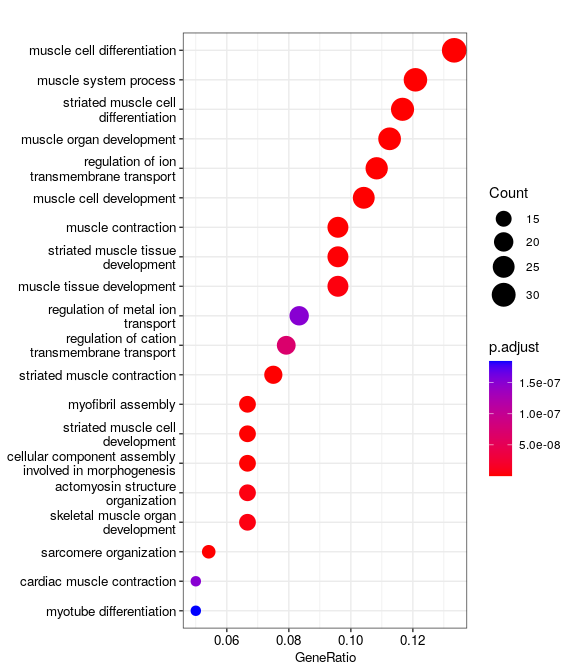 muscle cell differentiation
muscle system process
striated muscle cell
differentiation
muscle organ development
regulation of ion
transmembrane transport
muscle cell development
muscle contraction
striated muscle tissue
development
muscle tissue development
regulation of metal ion
transport
regulation of cation
transmembrane transport
striated muscle contraction
myofibril assembly
striated muscle cell
development
cellular component assembly
involved in morphogenesis
actomyosin structure
organization
skeletal muscle organ
development
sarcomere organization
cardiac muscle contraction
myotube differentiation
0.06 0.08 0.10 0.12
GeneRatio
Count
15
20
25
30
p.adjust
1.5e-07
1.0e-07
5.0e-08